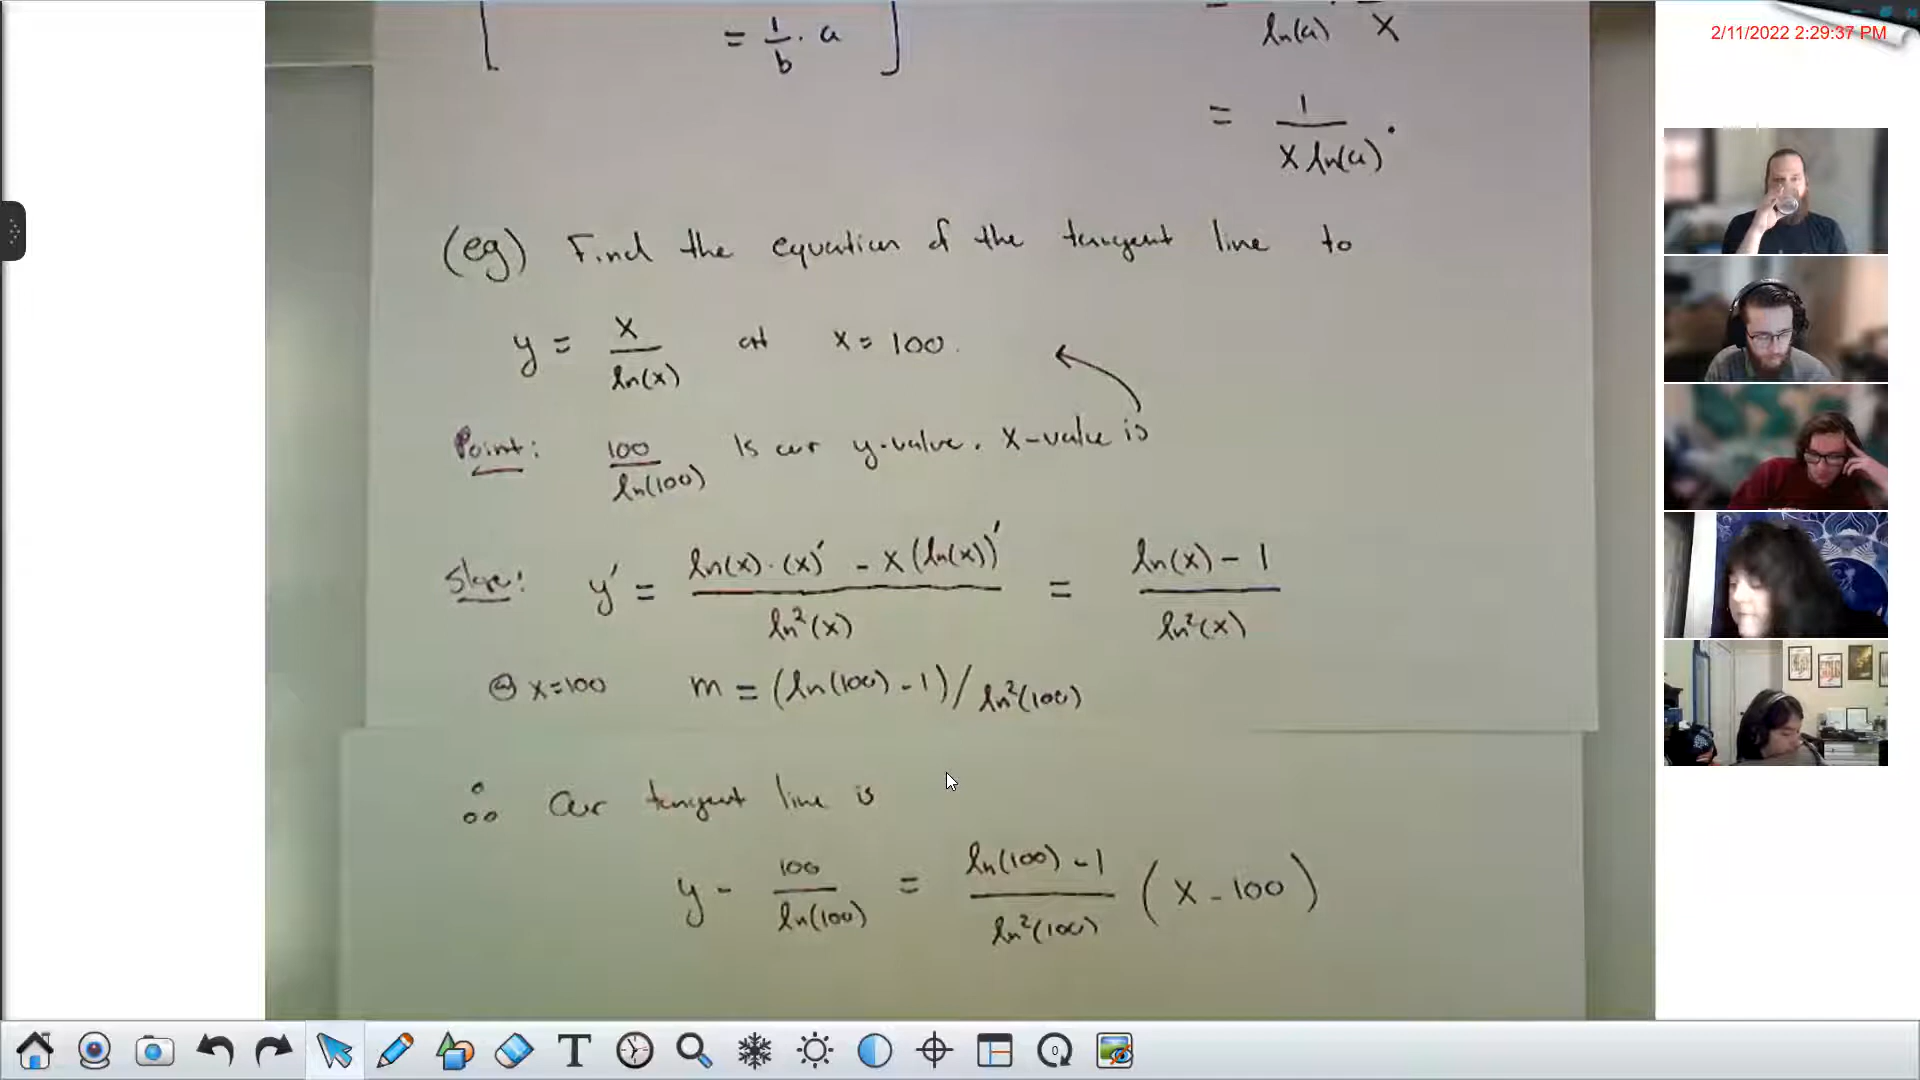 = 1/b · a
ln(a) x
= 1/(x ln(a)).
2/11/2022 2:29:37 PM
(eg) Find the equation of the tangent line to
y = x/ln(x) at x = 100.
Point: 100/ln(100) Is our y-value. X-value is
Slope: y' = (ln(x)·(x)' - x(ln(x))')/ln²(x) = (ln(x) - 1)/ln²(x)
@ x=100 m = (ln(100) - 1)/ln²(100)
∴ Our tangent line is
y - 100/ln(100) = (ln(100) - 1)/ln²(100) (x - 100)
T
0